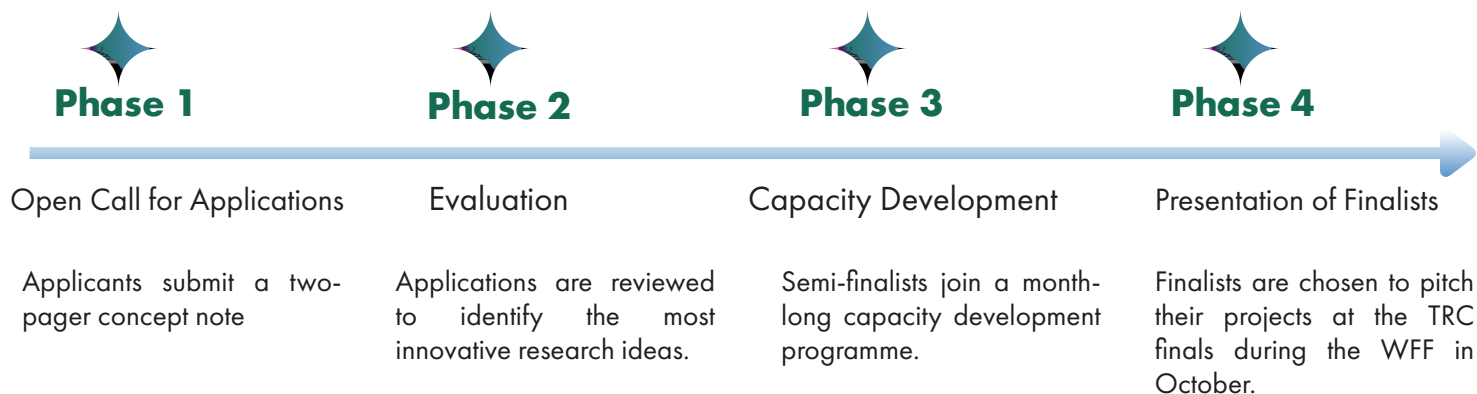 Phase 1
Phase 2
Phase 3
Phase 4
Open Call for Applications
Evaluation
Capacity Development
Presentation of Finalists
Applicants submit a two-
pager concept note
Applications are reviewed
to identify the most
innovative research ideas.
Semi-finalists join a month-
long capacity development
programme.
Finalists are chosen to pitch
their projects at the TRC
finals during the WFF in
October.